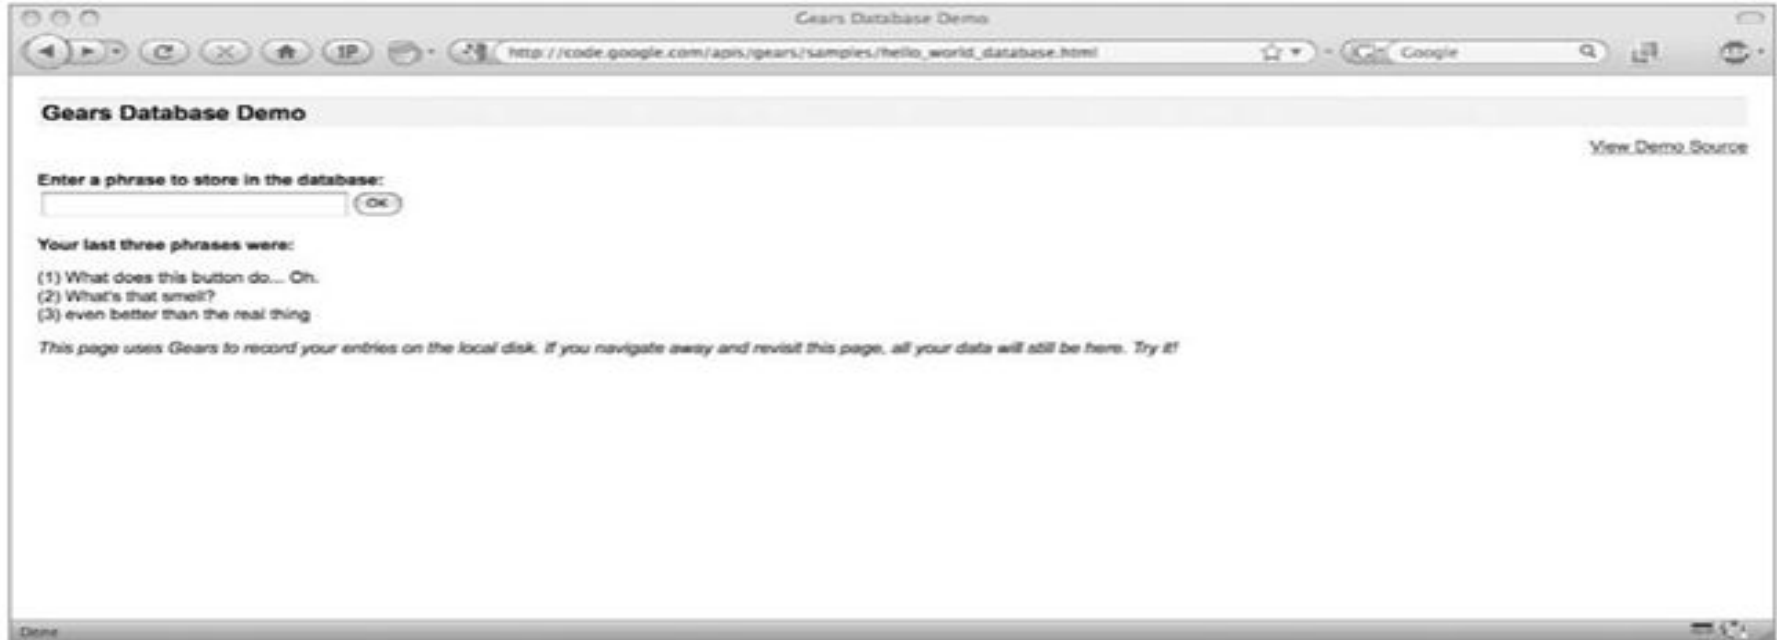 Gears Database Demo
1P http://code.google.com/apis/gears/samples/hello_world_database.html Google
Gears Database Demo
View Demo Source
Enter a phrase to store in the database:
OK
Your last three phrases were:
(1) What does this button do... Oh.
(2) What's that smell?
(3) even better than the real thing
This page uses Gears to record your entries on the local disk. If you navigate away and revisit this page, all your data will still be here. Try it!
Done